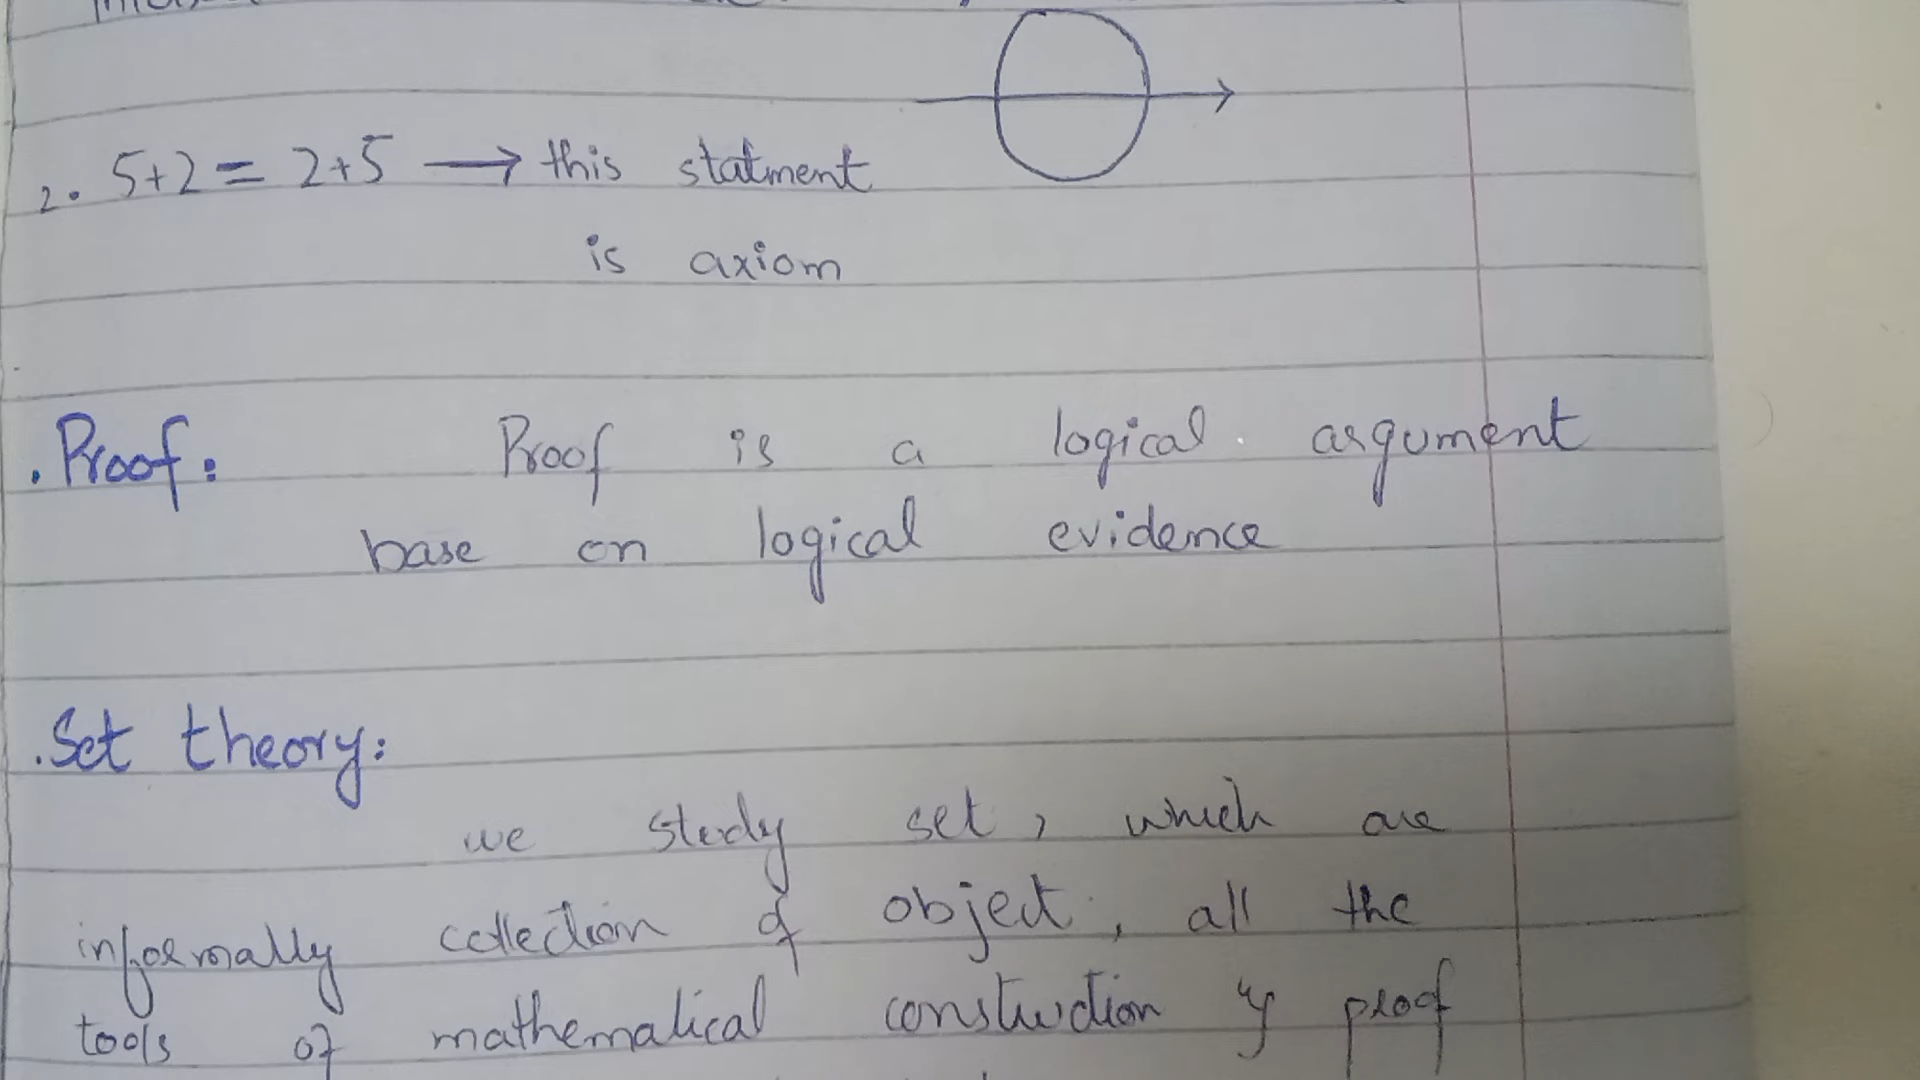 2. 5+2 = 2+5 → this statment
is axiom
. Proof: Proof is a logical argument
base on logical evidence
. Set theory:
we study set, which are
informally collection of object, all the
tools of mathematical construction proof